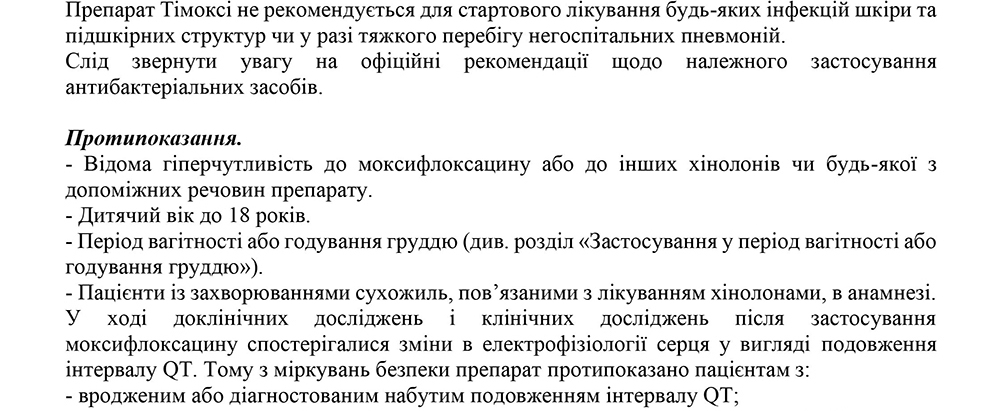 Препарат Тімоксі не рекомендується для стартового лікування будь-яких інфекцій шкіри та
підшкірних структур чи у разі тяжкого перебігу негоспітальних пневмоній.
Слід звернути увагу на офіційні рекомендації щодо належного застосування
антибактеріальних засобів.
Протипоказання.
- Відома гіперчутливість до моксифлоксацину або до інших хінолонів чи будь-якої з
допоміжних речовин препарату.
- Дитячий вік до 18 років.
- Період вагітності або годування груддю (див. розділ «Застосування у період вагітності або
годування груддю»).
- Пацієнти із захворюваннями сухожиль, пов’язаними з лікуванням хінолонами, в анамнезі.
У ході доклінічних досліджень і клінічних досліджень після застосування
моксифлоксацину спостерігалися зміни в електрофізіології серця у вигляді подовження
інтервалу QT. Тому з міркувань безпеки препарат протипоказано пацієнтам з:
- вродженим або діагностованим набутим подовженням інтервалу QT;